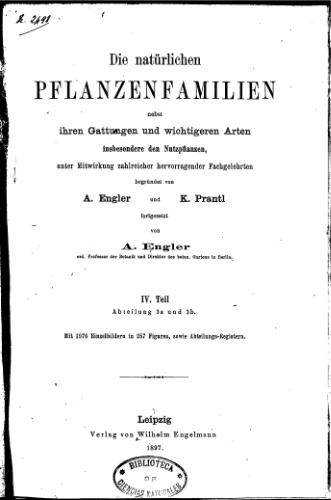 Die natürlichen
PFLANZENFAMILIEN
nebst
ihren Gattungen und wichtigeren Arten
insbesondere den Nutzpflanzen,
unter Mitwirkung zahlreicher hervorragender Fachgelehrten
begründet von
A. Engler und K. Prantl
fortgesetzt
von
A. Engler
ord. Professor der Botanik und Direktor des botan. Gartens in Berlin.
IV. Teil
Abteilung 3a und 3b.
Mit 1976 Einzelbildern in 257 Figuren, sowie Abteilungs-Registern.
Leipzig
Verlag von Wilhelm Engelmann
1897.
BIBLIOTECA
DE
CIENCIAS NATURALES